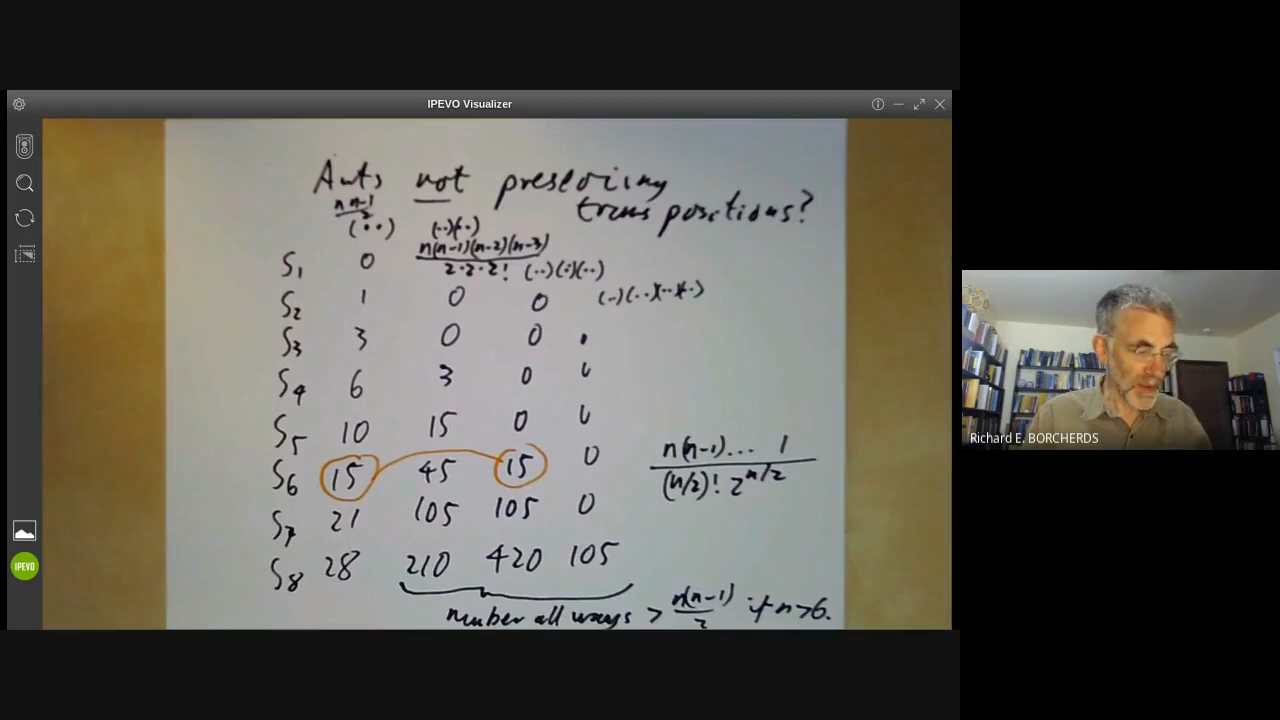 IPEVO Visualizer
Auts not preserving
transpositions?
n n-1
2
(··)
(··)(··)
n(n-1)(n-2)(n-3)
2·2·2!
(··)(··)(··)
(··)(··)(··)(··)
S1 0
S2 1 0 0
S3 3 0 0
S4 6 3 0
S5 10 15 0
S6 15 45 15 0
S7 21 105 105 0
S8 28 210 420 105
n(n-1)... 1
(n/2)! 2^n/2
number all ways > n(n-1)/2 if n>6.
IPEVO
Richard E. BORCHERDS